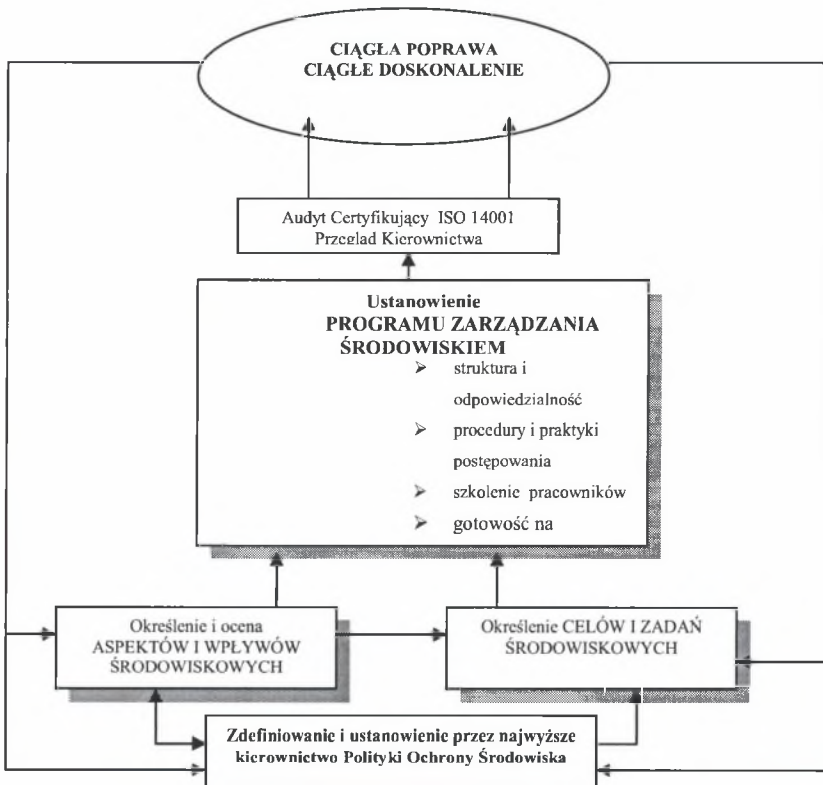 CIĄGŁA POPRAWA
CIĄGŁE DOSKONALENIE
Audyt Certyfikujący ISO 14001
Przegląd Kierownictwa
Ustanowienie
PROGRAMU ZARZĄDZANIA
ŚRODOWISKIEM
➢ struktura i
odpowiedzialność
➢ procedury i praktyki
postępowania
➢ szkolenie pracowników
➢ gotowość na
Określenie i ocena
ASPEKTÓW I WPŁYWÓW
ŚRODOWISKOWYCH
Określenie CELÓW I ZADAŃ
ŚRODOWISKOWYCH
Zdefiniowanie i ustanowienie przez najwyższe
kierownictwo Polityki Ochrony Środowiska